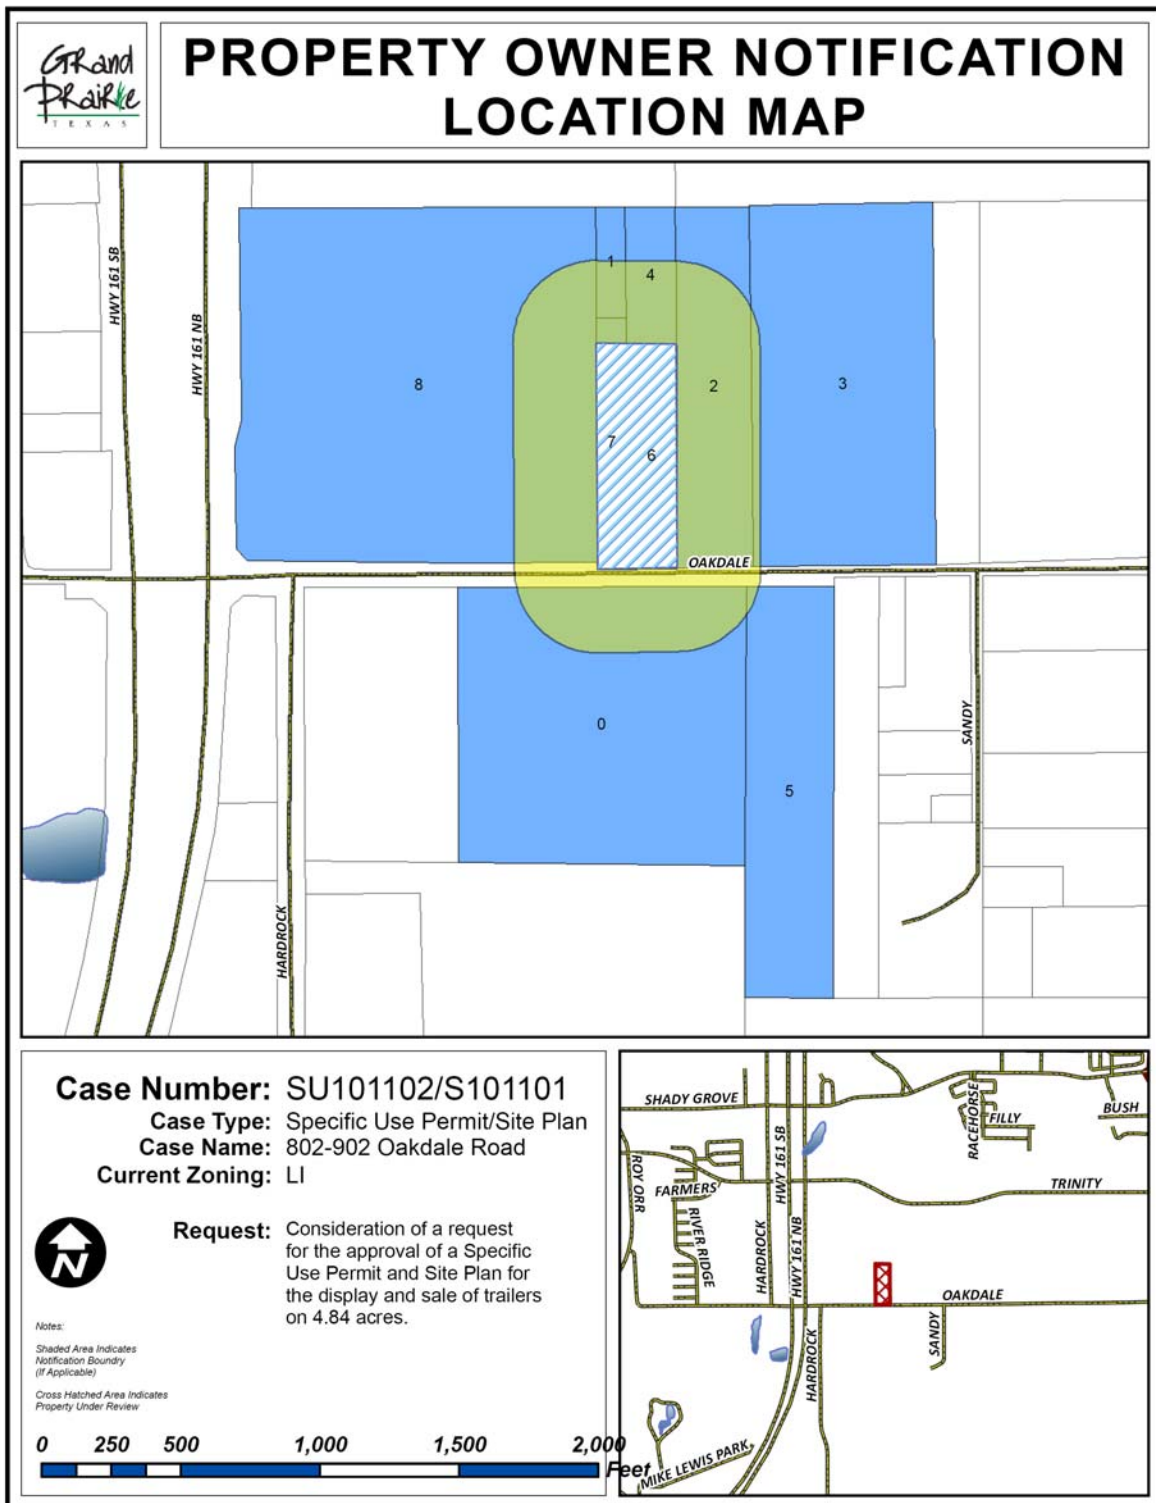 GRand
PRaiRie
TEXAS
PROPERTY OWNER NOTIFICATION
LOCATION MAP
HWY 161 SB
HWY 161 NB
1
4
8
2
3
7
6
OAKDALE
0
5
SANDY
HARDROCK
Case Number: SU101102/S101101
Case Type: Specific Use Permit/Site Plan
Case Name: 802-902 Oakdale Road
Current Zoning: LI
Request: Consideration of a request
for the approval of a Specific
Use Permit and Site Plan for
the display and sale of trailers
on 4.84 acres.
N
Notes:
Shaded Area Indicates
Notification Boundry
(If Applicable)
Cross Hatched Area Indicates
Property Under Review
0 250 500 1,000 1,500 2,000
Feet
SHADY GROVE
RACEHORSE
FILLY
BUSH
HWY 161 SB
ROY ORR
FARMERS
TRINITY
RIVER RIDGE
HARDROCK
HWY 161 NB
OAKDALE
SANDY
HARDROCK
MIKE LEWIS PARK